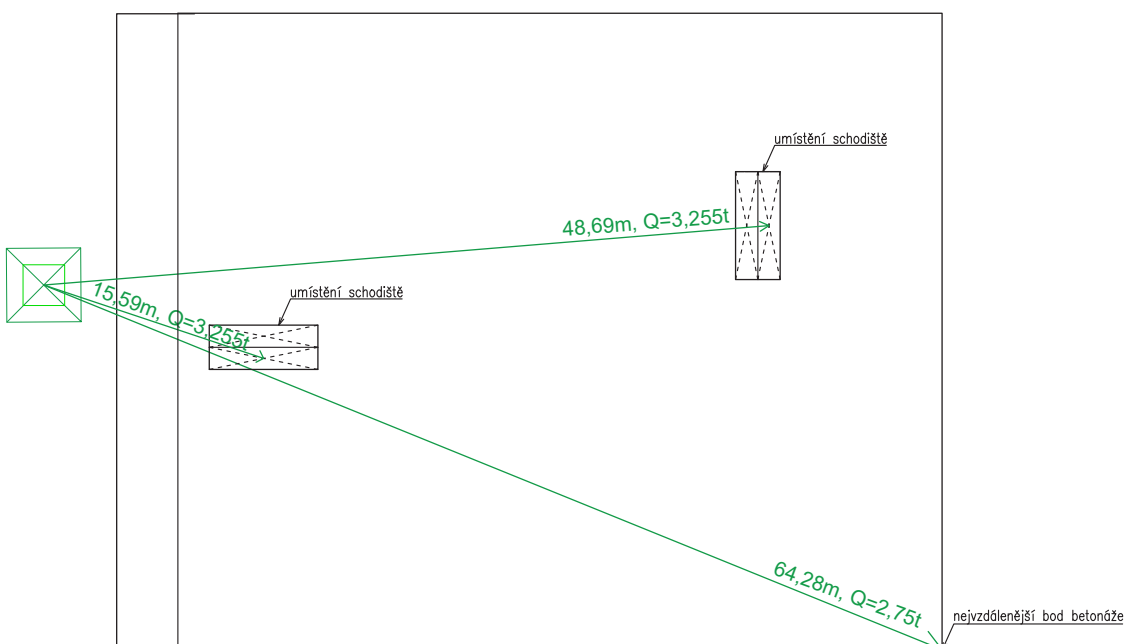 umístění schodiště
48,69m, Q=3,255t
umístění schodiště
15,59m, Q=3,255t
64,28m, Q=2,75t
nejvzdálenější bod betonáže